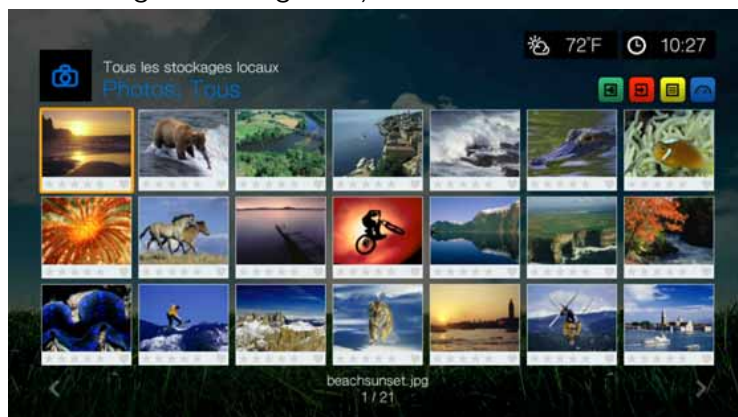 72°F 10:27
Tous les stockages locaux
Photos, Tous
beachsunset.jpg
1 / 21